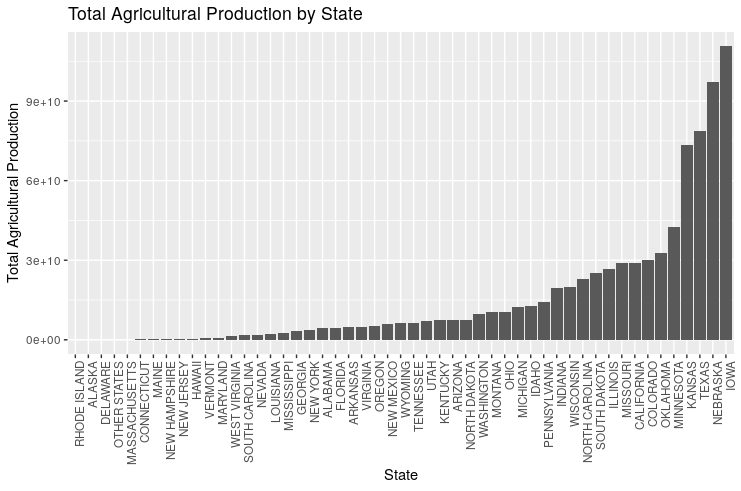 Total Agricultural Production by State
Total Agricultural Production
9e+10
6e+10
3e+10
0e+00
RHODE ISLAND
ALASKA
DELAWARE
OTHER STATES
MASSACHUSETTS
CONNECTICUT
MAINE
NEW HAMPSHIRE
NEW JERSEY
HAWAII
VERMONT
MARYLAND
WEST VIRGINIA
SOUTH CAROLINA
NEVADA
LOUISIANA
MISSISSIPPI
GEORGIA
NEW YORK
ALABAMA
FLORIDA
ARKANSAS
VIRGINIA
OREGON
NEW MEXICO
WYOMING
TENNESSEE
UTAH
KENTUCKY
ARIZONA
NORTH DAKOTA
WASHINGTON
MONTANA
OHIO
MICHIGAN
IDAHO
PENNSYLVANIA
INDIANA
WISCONSIN
NORTH CAROLINA
SOUTH DAKOTA
ILLINOIS
MISSOURI
CALIFORNIA
COLORADO
OKLAHOMA
MINNESOTA
KANSAS
TEXAS
NEBRASKA
IOWA
State